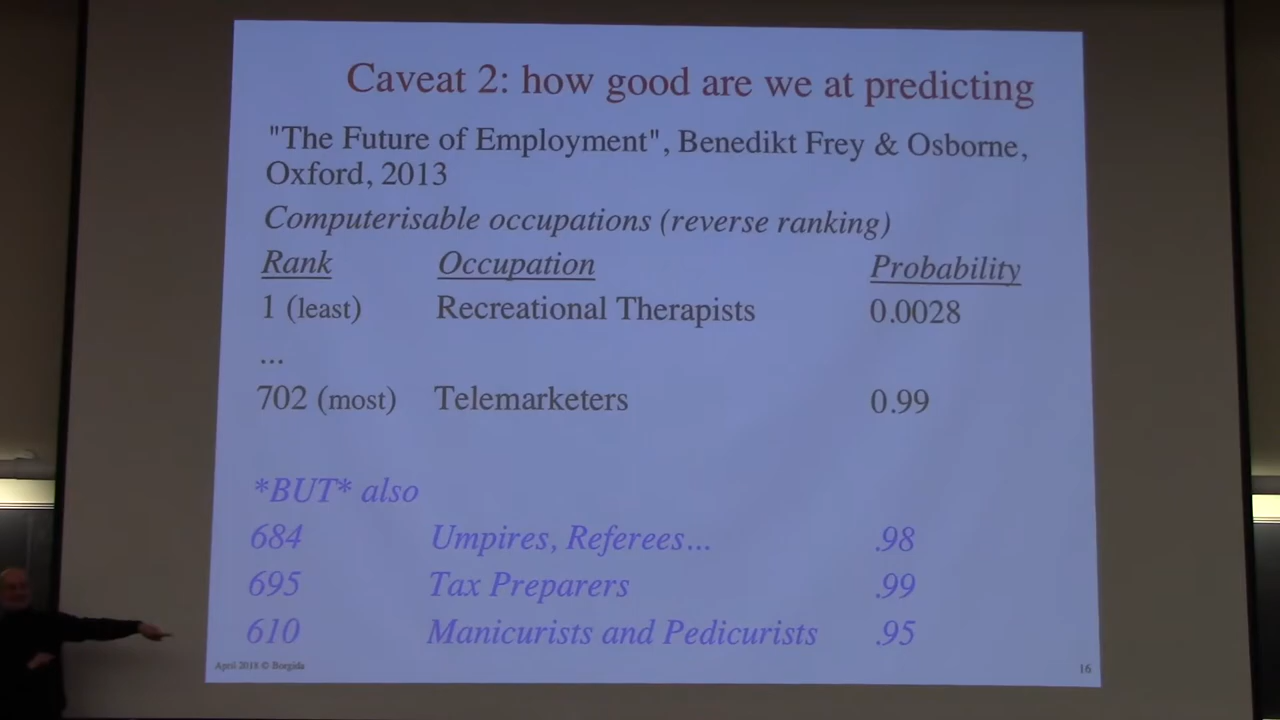 Caveat 2: how good are we at predicting
"The Future of Employment", Benedikt Frey & Osborne,
Oxford, 2013
Computerisable occupations (reverse ranking)
Rank Occupation Probability
1 (least) Recreational Therapists 0.0028
...
702 (most) Telemarketers 0.99
*BUT* also
684 Umpires, Referees... .98
695 Tax Preparers .99
610 Manicurists and Pedicurists .95
April 2018 © Borgida 16